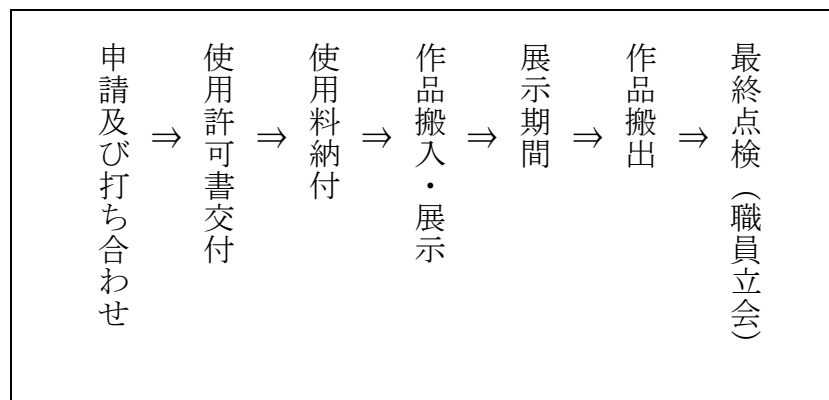 申請及び打ち合わせ
⇒
使用許可書交付
⇒
使用料納付
⇒
作品搬入・展示
⇒
展示期間
⇒
作品搬出
⇒
最終点検（職員立会）